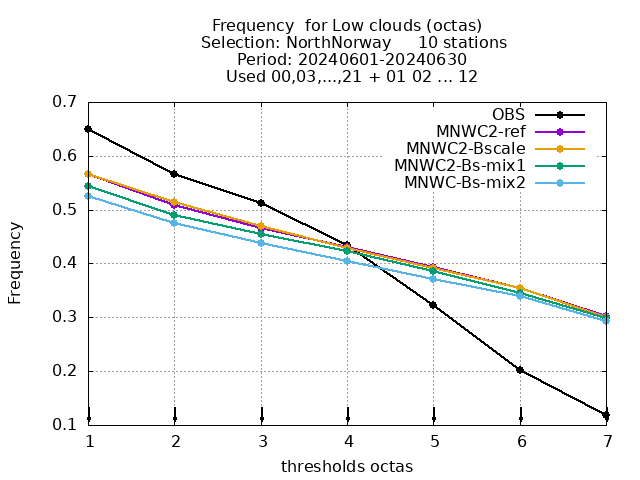 Frequency  for Low clouds (octas)
Selection: NorthNorway     10 stations
Period: 20240601-20240630
Used 00,03,...,21 + 01 02 ... 12
OBS
MNWC2-ref
MNWC2-Bscale
MNWC2-Bs-mix1
MNWC-Bs-mix2
Frequency
0.7
0.6
0.5
0.4
0.3
0.2
0.1
1 2 3 4 5 6 7
thresholds octas